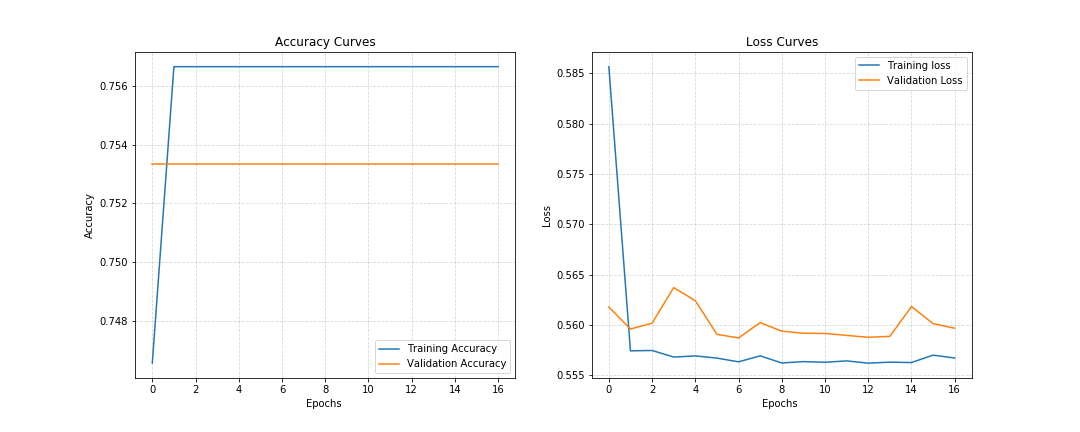 Accuracy Curves
0.756
0.754
0.752
0.750
0.748
Accuracy
0 2 4 6 8 10 12 14 16
Epochs
Training Accuracy
Validation Accuracy
Loss Curves
0.585
0.580
0.575
0.570
0.565
0.560
0.555
Loss
0 2 4 6 8 10 12 14 16
Epochs
Training loss
Validation Loss